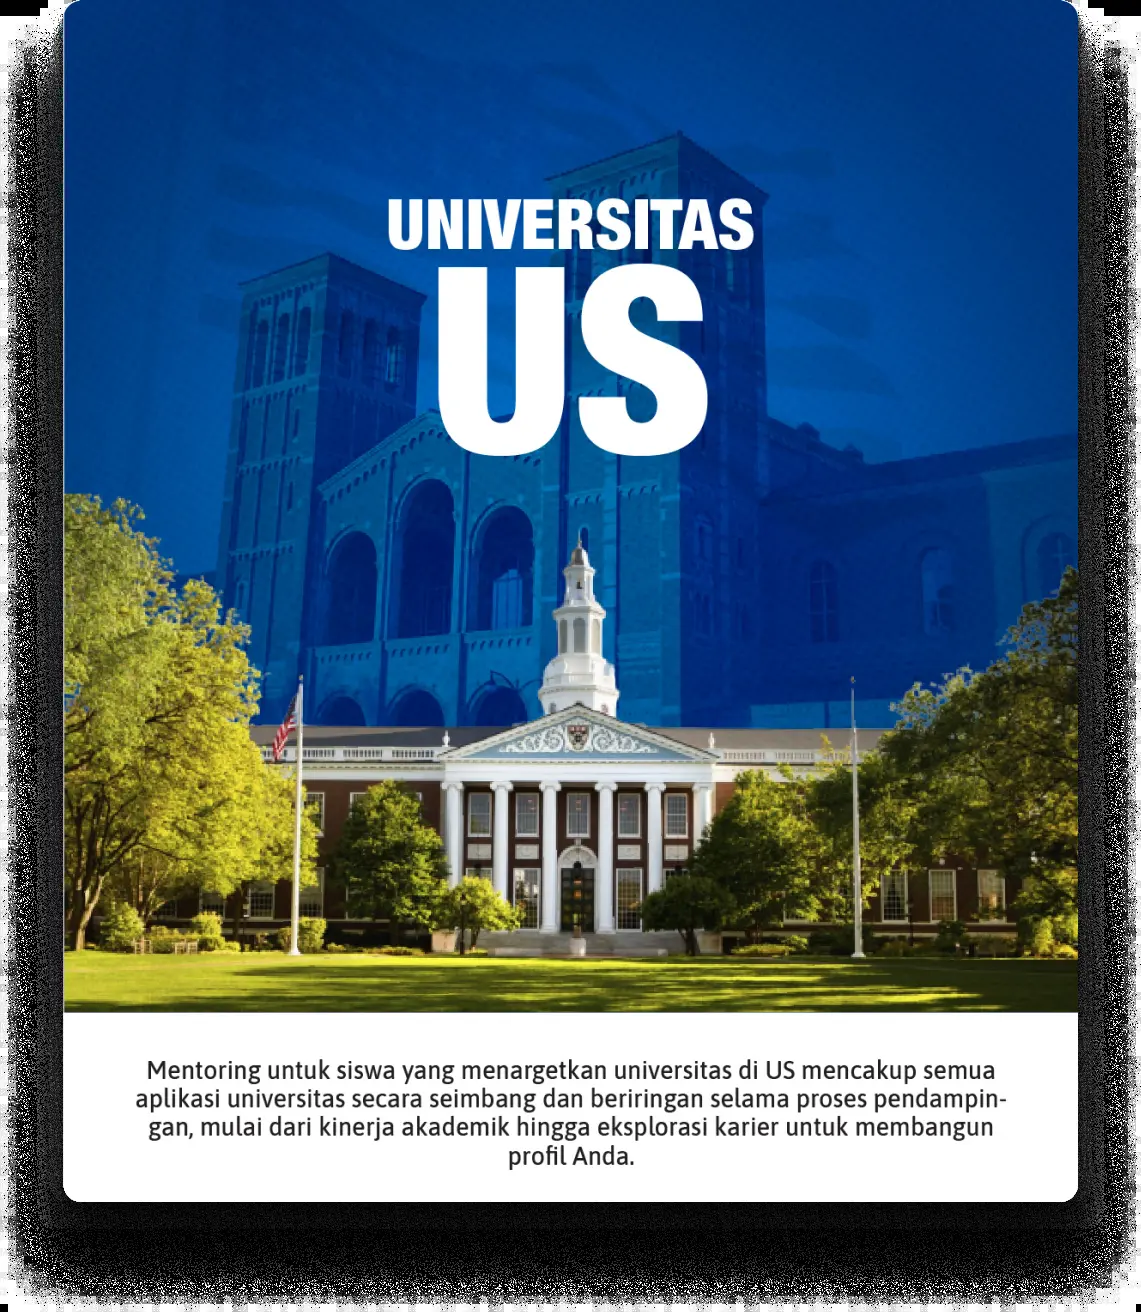 UNIVERSITAS
US
Mentoring untuk siswa yang menargetkan universitas di US mencakup semua
aplikasi universitas secara seimbang dan beriringan selama proses pendampin-
gan, mulai dari kinerja akademik hingga eksplorasi karier untuk membangun
profil Anda.